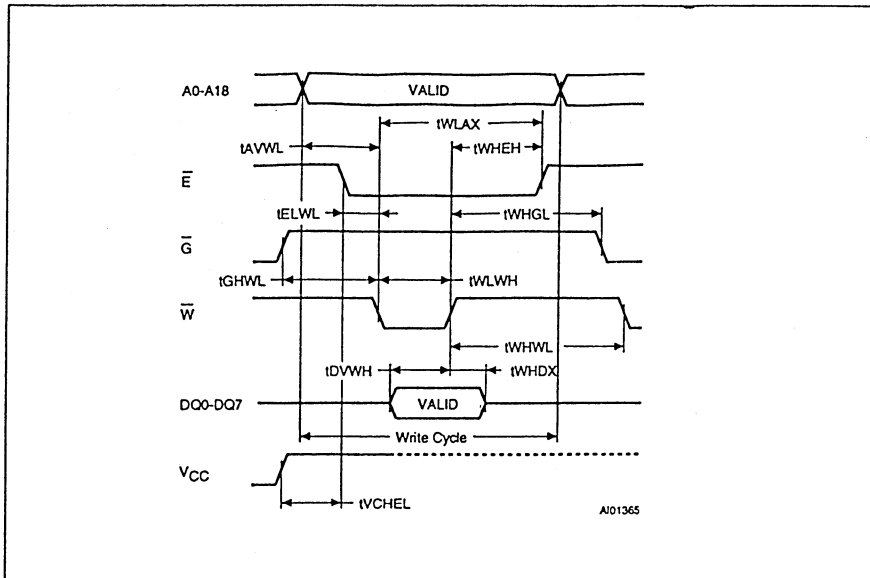 A0-A18
VALID
tWLAX
tAVWL
tWHEH
E
tELWL
tWHGL
G
tGHWL
tWLWH
W
tWHWL
tDVWH
tWHDX
DQ0-DQ7
VALID
Write Cycle
VCC
tVCHEL
AI01365